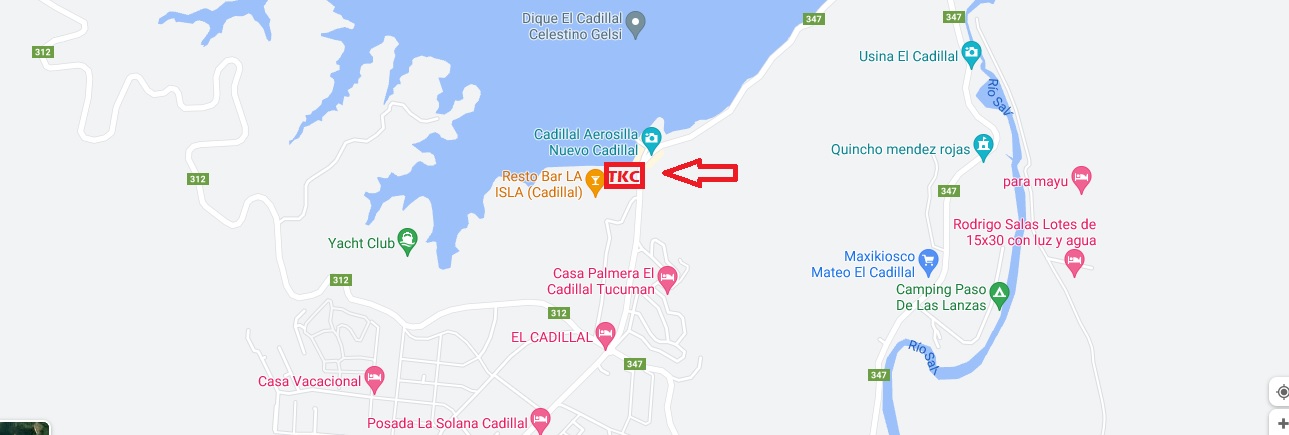 Dique El Cadillal
Celestino Gelsi
347
347
312
Usina El Cadillal
Río Salí
Cadillal Aerosilla
Nuevo Cadillal
Quincho mendez rojas
Resto Bar LA
ISLA (Cadillal)
TKC
312
347
para mayu
Rodrigo Salas Lotes de
15x30 con luz y agua
Yacht Club
Maxikiosco
Mateo El Cadillal
Casa Palmera El
Cadillal Tucuman
312
Camping Paso
De Las Lanzas
312
EL CADILLAL
Río Salí
347
347
Casa Vacacional
Posada La Solana Cadillal